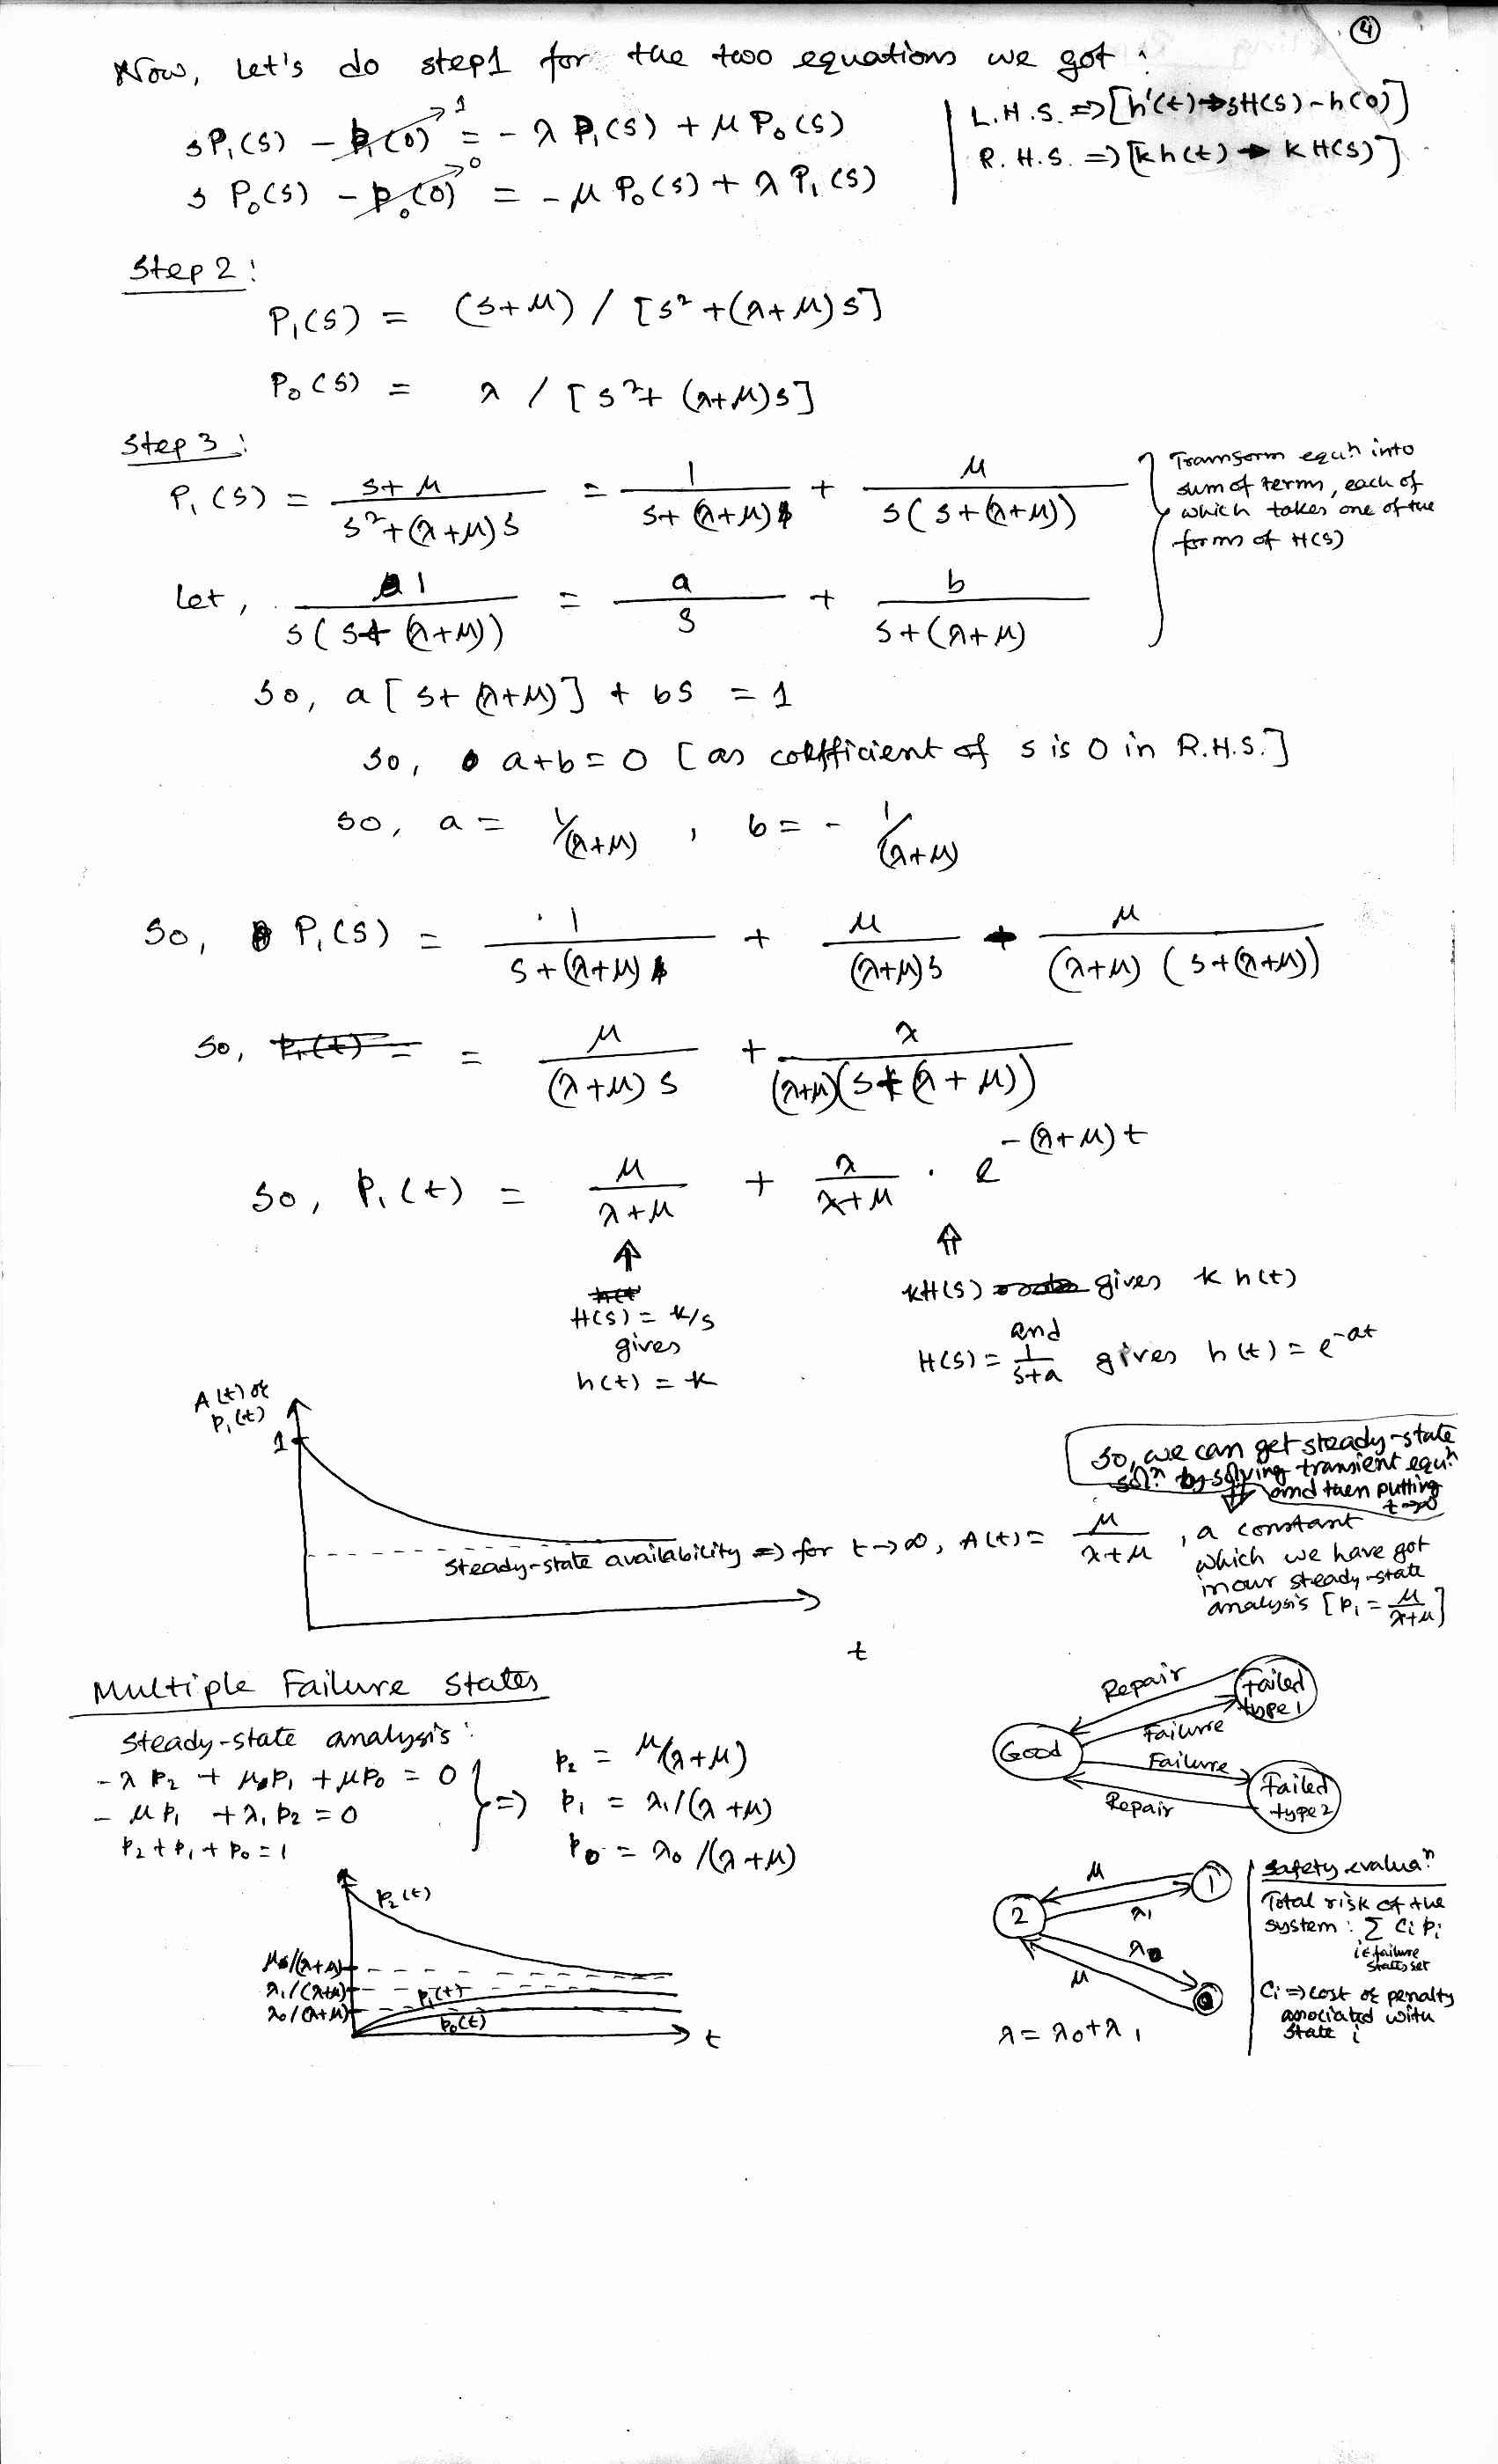 ④
Now, Let's do step1 for the two equations we got :
sP₁(s) – p₁(0) →1 = – λ P₁(s) + μ P₀(s)
s P₀(s) – p₀(0) →0 = – μ P₀(s) + λ P₁(s)
L.H.S. ⇒ [h'(t) → sH(s) – h(0)]
R.H.S. ⇒ [k h(t) → k H(s)]
Step 2 :
P₁(s) = (s+μ) / [s² + (λ+μ)s]
P₀(s) = λ / [s² + (λ+μ)s]
Step 3 :
P₁(s) = s+μ / s²+(λ+μ)s = 1 / s+(λ+μ) + μ / s(s+(λ+μ))
Let, 1 / s(s+(λ+μ)) = a / s + b / s+(λ+μ)
Transform equn into
sum of terms, each of
which takes one of the
forms of H(s)
So, a[s+(λ+μ)] + bs = 1
So, a+b=0 [as coefficient of s is 0 in R.H.S.]
So, a = 1/(λ+μ) , b = – 1/(λ+μ)
So, P₁(s) = 1 / s+(λ+μ) + μ / (λ+μ)s – μ / (λ+μ) (s+(λ+μ))
So, = μ / (λ+μ)s + λ / (λ+μ)(s+(λ+μ))
So, p₁(t) = μ / λ+μ + λ / λ+μ . e^–(λ+μ)t
H(s) = k/s
gives
h(t) = k
kH(s) gives k h(t)
and
H(s) = 1 / s+a gives h(t) = e^–at
A(t) or
p₁(t)
1
So, we can get steady-state
soln by solving transient equn
and then putting
t→∞
Steady-state availability ⇒ for t→∞, A(t) = μ / λ+μ , a constant
which we have got
in our steady-state
analysis [p₁ = μ / λ+μ]
t
Multiple Failure States
Steady-state analysis :
–λ p₂ + μ p₁ + μ p₀ = 0
– μ p₁ + λ₁ p₂ = 0
p₂ + p₁ + p₀ = 1
⇒
p₂ = μ/(λ+μ)
p₁ = λ₁/(λ+μ)
p₀ = λ₀/(λ+μ)
Good
Repair
Failure
Failed
type 1
Failure
Repair
Failed
type 2
p₂(t)
μ/(λ+μ)
λ₁/(λ+μ)
λ₀/(λ+μ)
p₁(t)
p₀(t)
t
2
μ
λ₁
1
λ₀
μ
0
λ = λ₀+λ₁
Safety evaluan
Total risk of the
system : Σ Ci pi
i∈failure
states set
Ci ⇒ cost or penalty
associated with
state i